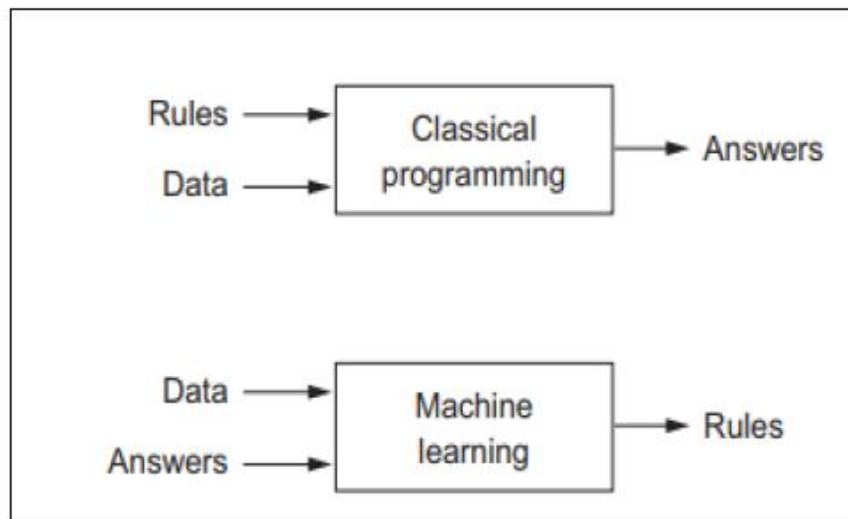 Rules
Data
Classical
programming
Answers
Data
Answers
Machine
learning
Rules